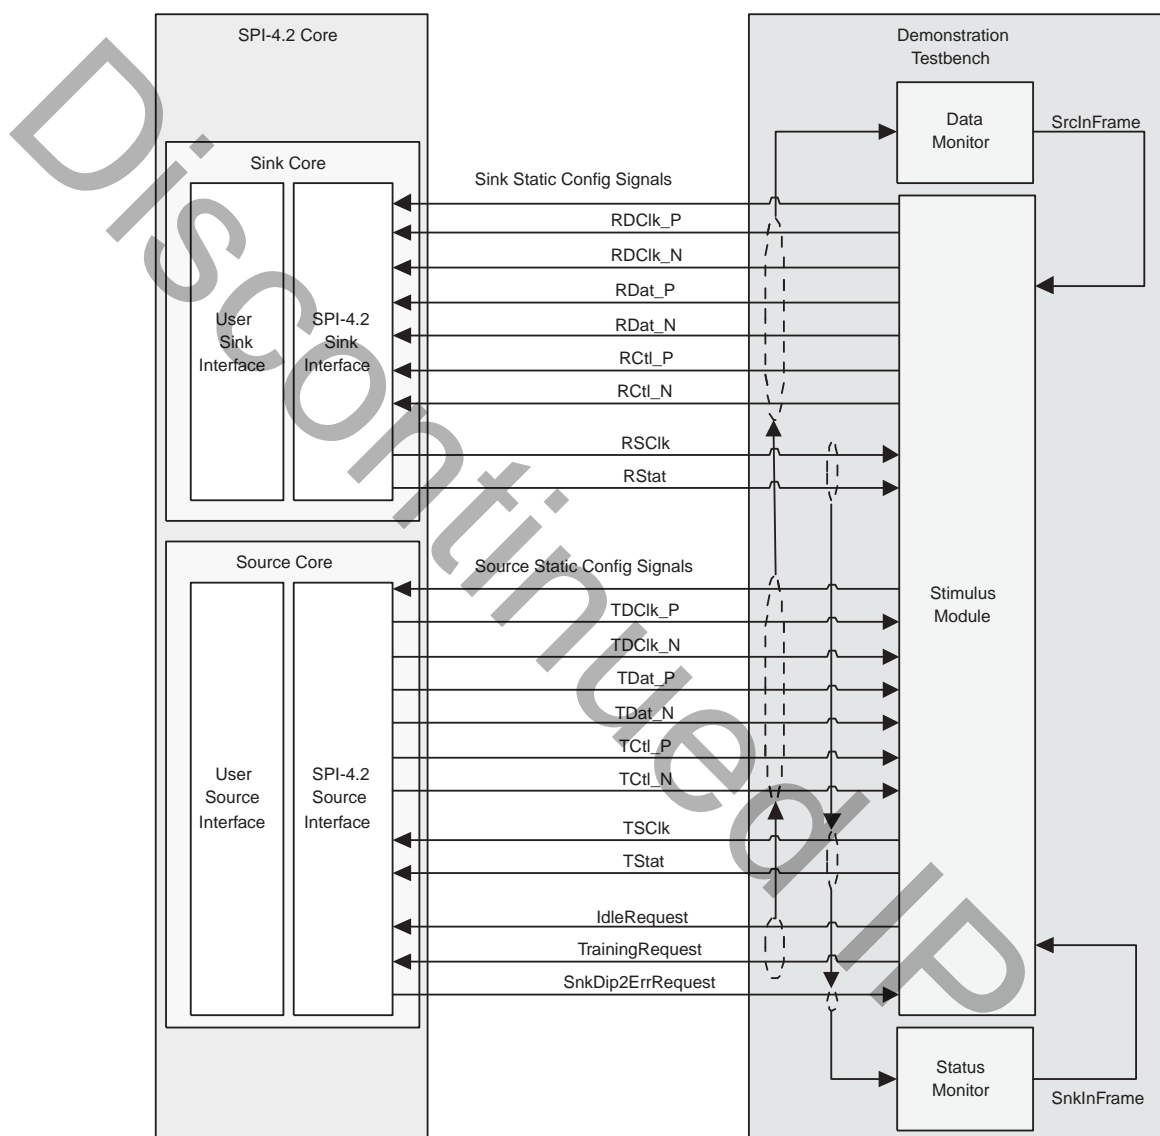 SPI-4.2 Core
Demonstration
Testbench
Data
Monitor
SrcInFrame
Sink Core
Sink Static Config Signals
RDClk_P
RDClk_N
RDat_P
RDat_N
RCtl_P
RCtl_N
RSClk
RStat
User
Sink
Interface
SPI-4.2
Sink
Interface
Source Core
Source Static Config Signals
TDClk_P
TDClk_N
TDat_P
TDat_N
TCtl_P
TCtl_N
TSClk
TStat
IdleRequest
TrainingRequest
SnkDip2ErrRequest
User
Source
Interface
SPI-4.2
Source
Interface
Stimulus
Module
Status
Monitor
SnkInFrame
Discontinued IP